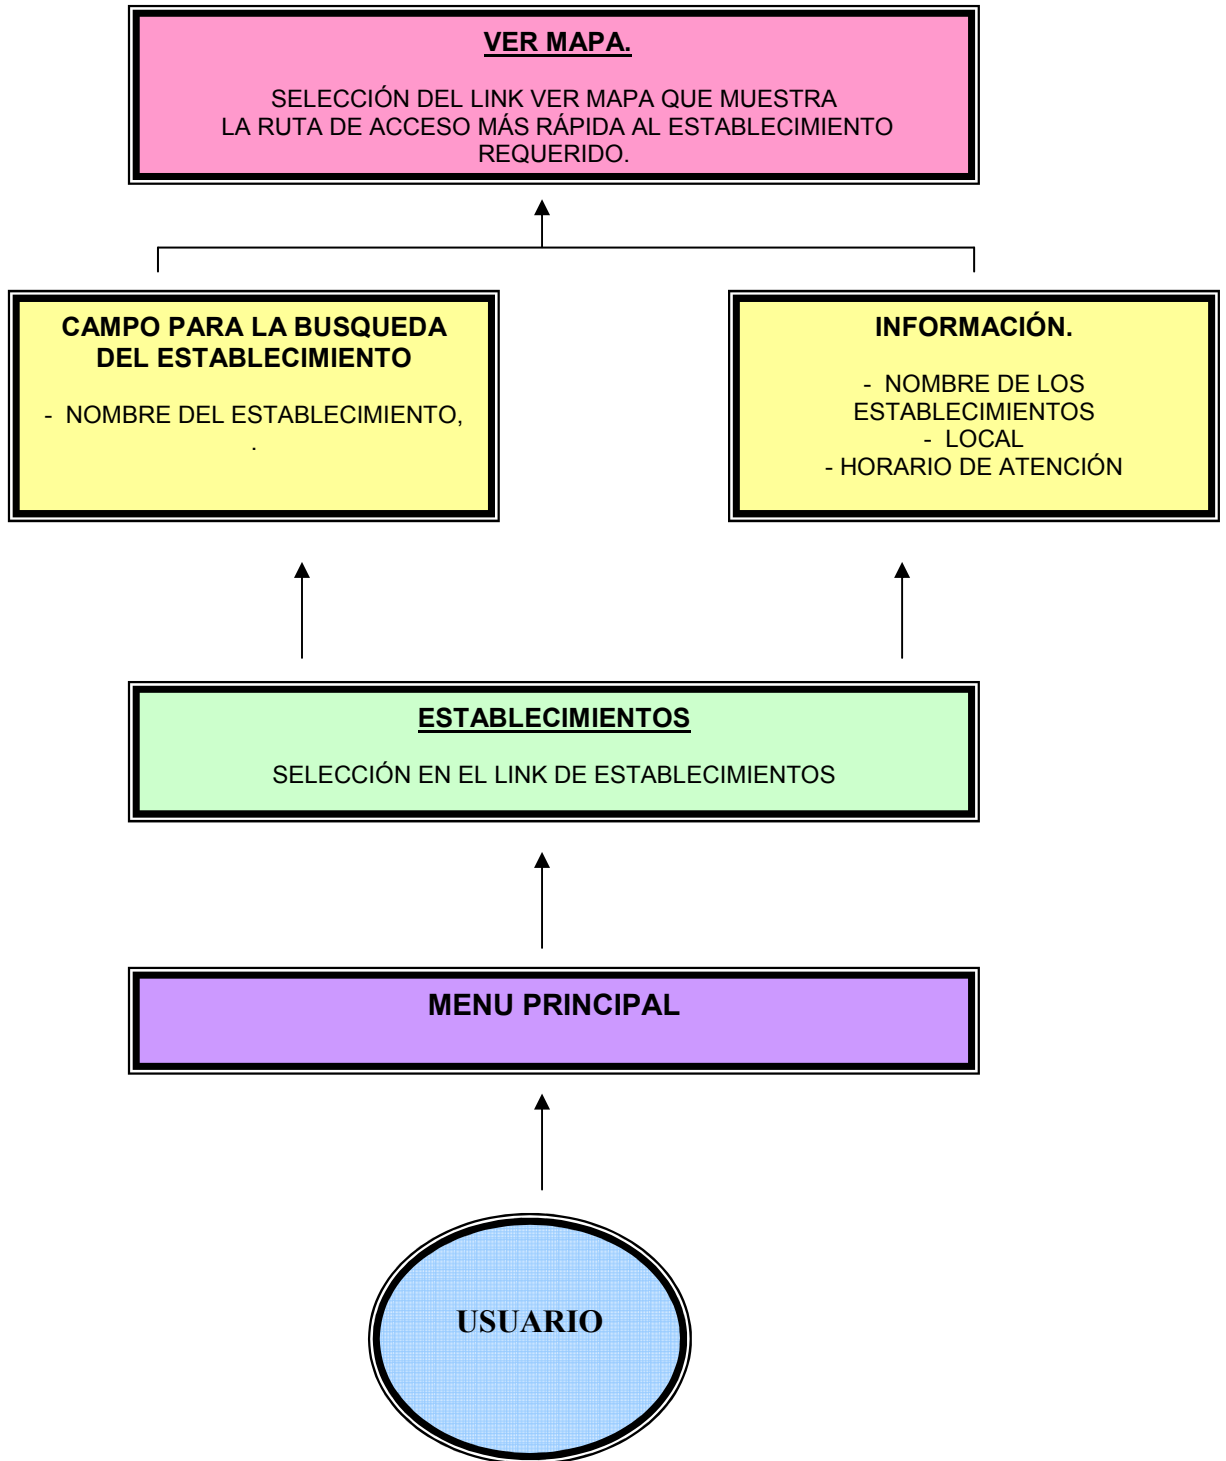 VER MAPA.
SELECCIÓN DEL LINK VER MAPA QUE MUESTRA
LA RUTA DE ACCESO MÁS RÁPIDA AL ESTABLECIMIENTO
REQUERIDO.
CAMPO PARA LA BUSQUEDA
DEL ESTABLECIMIENTO
- NOMBRE DEL ESTABLECIMIENTO,
.
INFORMACIÓN.
- NOMBRE DE LOS
ESTABLECIMIENTOS
- LOCAL
- HORARIO DE ATENCIÓN
ESTABLECIMIENTOS
SELECCIÓN EN EL LINK DE ESTABLECIMIENTOS
MENU PRINCIPAL
USUARIO